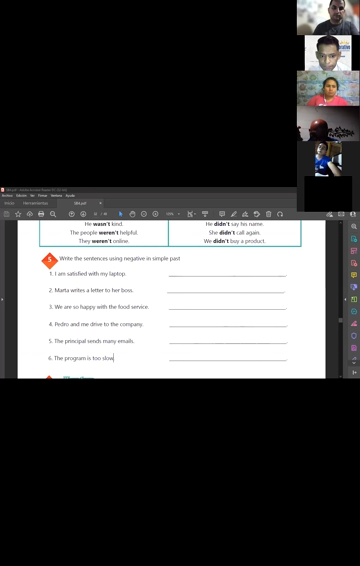 Inicio Herramientas
He wasn't kind.
The people weren't helpful.
They weren't online.
He didn't say his name.
She didn't call again.
We didn't buy a product.
5 Write the sentences using negative in simple past
1. I am satisfied with my laptop.
2. Marta writes a letter to her boss.
3. We are so happy with the food service.
4. Pedro and me drive to the company.
5. The principal sends many emails.
6. The program is too slow